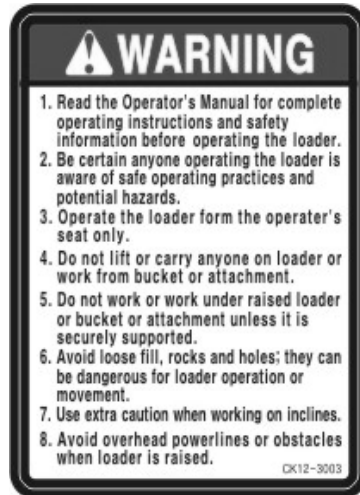 WARNING
1. Read the Operator's Manual for complete
operating instructions and safety
information before operating the loader.
2. Be certain anyone operating the loader is
aware of safe operating practices and
potential hazards.
3. Operate the loader form the operater's
seat only.
4. Do not lift or carry anyone on loader or
work from bucket or attachment.
5. Do not work or work under raised loader
or bucket or attachment unless it is
securely supported.
6. Avoid loose fill, rocks and holes; they can
be dangerous for loader operation or
movement.
7. Use extra caution when working on inclines.
8. Avoid overhead powerlines or obstacles
when loader is raised.
CK12-3003